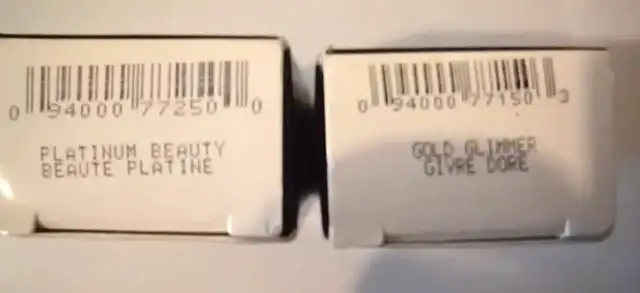 0 94000 77250 0
PLATINUM BEAUTY
BEAUTE PLATINE
0 94000 77150 3
GOLD GLIMMER
GIVRE DORE